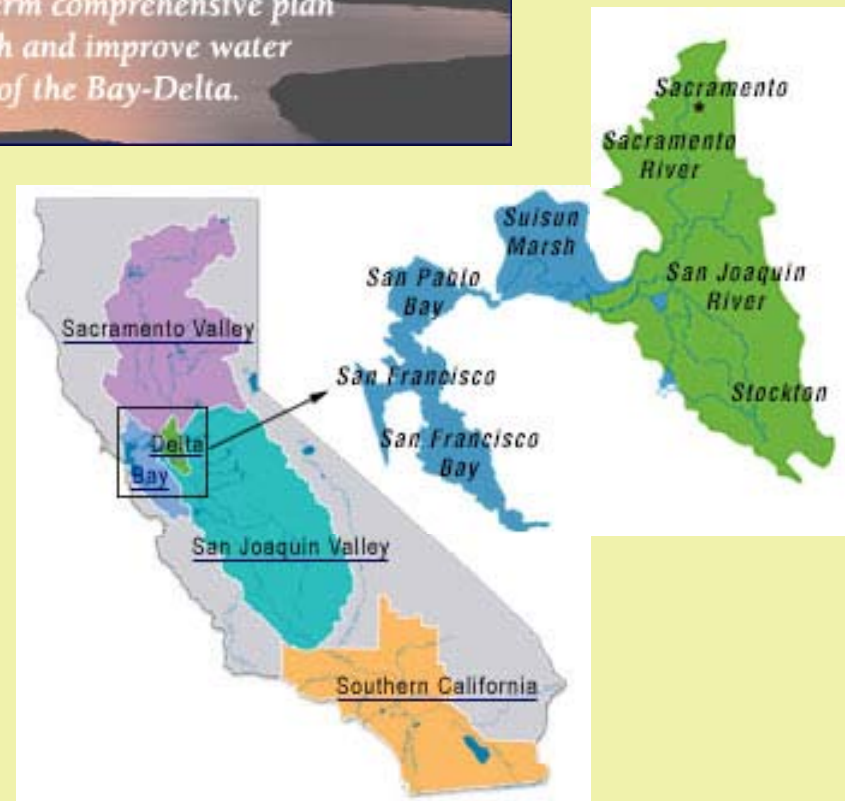 erm comprehensive plan
h and improve water
of the Bay-Delta.
Sacramento
Sacramento
River
Suisun
Marsh
San Pablo
Bay
San Joaquin
River
San Francisco
Stockton
San Francisco
Bay
Sacramento Valley
Delta
Bay
San Joaquin Valley
Southern California